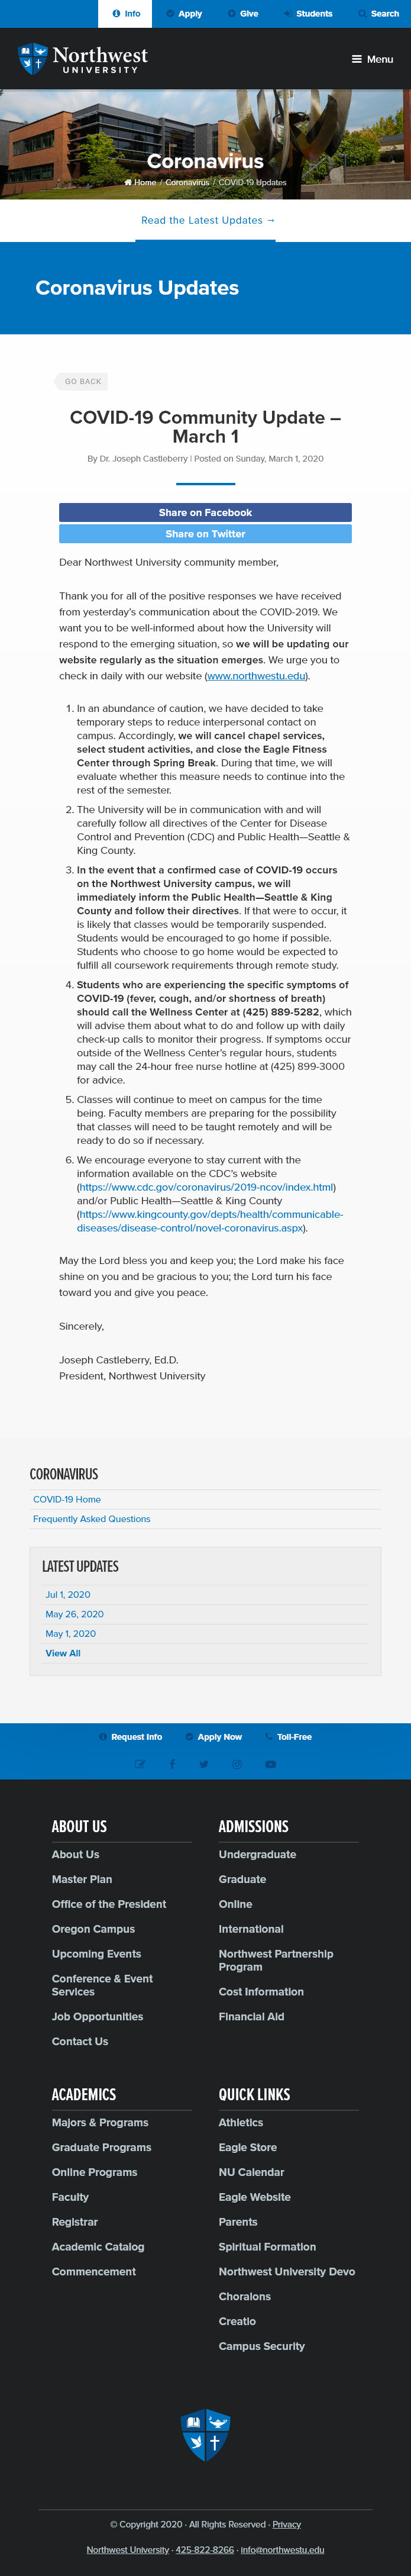 Info
Apply
Give
Students
Search
Northwest
UNIVERSITY
Menu
Coronavirus
Home / Coronavirus / COVID-19 Updates
Read the Latest Updates →
Coronavirus Updates
GO BACK
COVID-19 Community Update –
March 1
By Dr. Joseph Castleberry | Posted on Sunday, March 1, 2020
Share on Facebook
Share on Twitter
Dear Northwest University community member,
Thank you for all of the positive responses we have received
from yesterday’s communication about the COVID-2019. We
want you to be well-informed about how the University will
respond to the emerging situation, so we will be updating our
website regularly as the situation emerges. We urge you to
check in daily with our website (www.northwestu.edu).
1. In an abundance of caution, we have decided to take
temporary steps to reduce interpersonal contact on
campus. Accordingly, we will cancel chapel services,
select student activities, and close the Eagle Fitness
Center through Spring Break. During that time, we will
evaluate whether this measure needs to continue into the
rest of the semester.
2. The University will be in communication with and will
carefully follow all directives of the Center for Disease
Control and Prevention (CDC) and Public Health—Seattle &
King County.
3. In the event that a confirmed case of COVID-19 occurs
on the Northwest University campus, we will
immediately inform the Public Health—Seattle & King
County and follow their directives. If that were to occur, it
is likely that classes would be temporarily suspended.
Students would be encouraged to go home if possible.
Students who choose to go home would be expected to
fulfill all coursework requirements through remote study.
4. Students who are experiencing the specific symptoms of
COVID-19 (fever, cough, and/or shortness of breath)
should call the Wellness Center at (425) 889-5282, which
will advise them about what to do and follow up with daily
check-up calls to monitor their progress. If symptoms occur
outside of the Wellness Center’s regular hours, students
may call the 24-hour free nurse hotline at (425) 899-3000
for advice.
5. Classes will continue to meet on campus for the time
being. Faculty members are preparing for the possibility
that classes will need to be taught remotely and will be
ready to do so if necessary.
6. We encourage everyone to stay current with the
information available on the CDC’s website
(https://www.cdc.gov/coronavirus/2019-ncov/index.html)
and/or Public Health—Seattle & King County
(https://www.kingcounty.gov/depts/health/communicable-
diseases/disease-control/novel-coronavirus.aspx).
May the Lord bless you and keep you; the Lord make his face
shine on you and be gracious to you; the Lord turn his face
toward you and give you peace.
Sincerely,
Joseph Castleberry, Ed.D.
President, Northwest University
CORONAVIRUS
COVID-19 Home
Frequently Asked Questions
LATEST UPDATES
Jul 1, 2020
May 26, 2020
May 1, 2020
View All
Request Info
Apply Now
Toll-Free
ABOUT US
About Us
Master Plan
Office of the President
Oregon Campus
Upcoming Events
Conference & Event
Services
Job Opportunities
Contact Us
ADMISSIONS
Undergraduate
Graduate
Online
International
Northwest Partnership
Program
Cost Information
Financial Aid
ACADEMICS
Majors & Programs
Graduate Programs
Online Programs
Faculty
Registrar
Academic Catalog
Commencement
QUICK LINKS
Athletics
Eagle Store
NU Calendar
Eagle Website
Parents
Spiritual Formation
Northwest University Devo
Choralons
Creatio
Campus Security
© Copyright 2020 · All Rights Reserved · Privacy
Northwest University · 425-822-8266 · info@northwestu.edu